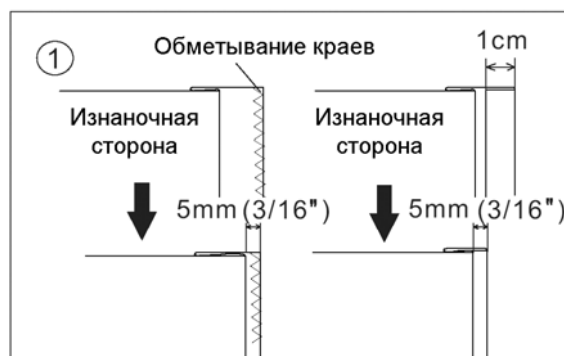 ①
Обметывание краев
1cm
Изнаночная
сторона
Изнаночная
сторона
5mm (3/16")
5mm (3/16")